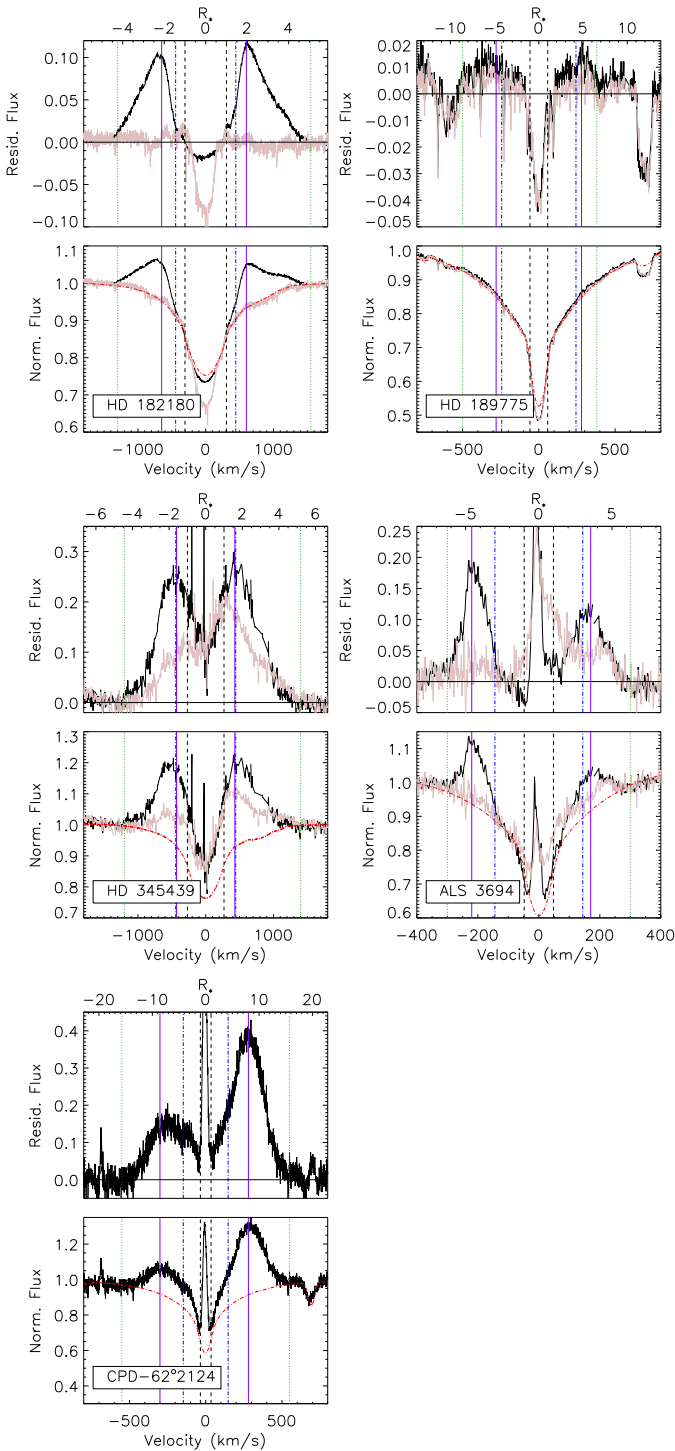 R* R*
−4 −2 0 2 4 −10 −5 0 5 10
0.10 0.05 0.00 −0.05 −0.10
Resid. Flux
0.02 0.01 0.00 −0.01 −0.02 −0.03 −0.04 −0.05
Resid. Flux
1.1 1.0 0.9 0.8 0.7 0.6
Norm. Flux
HD 182180
1.0 0.9 0.8 0.7 0.6 0.5
Norm. Flux
HD 189775
−1000 0 1000 −500 0 500
Velocity (km/s) Velocity (km/s)
R* R*
−6 −4 −2 0 2 4 6 −5 0 5
0.3 0.2 0.1 0.0
Resid. Flux
0.25 0.20 0.15 0.10 0.05 0.00 −0.05
Resid. Flux
1.3 1.2 1.1 1.0 0.9 0.8 0.7
Norm. Flux
HD 345439
1.1 1.0 0.9 0.8 0.7 0.6
Norm. Flux
ALS 3694
−1000 0 1000 −400 −200 0 200 400
Velocity (km/s) Velocity (km/s)
R*
−20 −10 0 10 20
0.4 0.3 0.2 0.1 0.0
Resid. Flux
1.2 1.0 0.8 0.6 0.4
Norm. Flux
CPD−62°2124
−500 0 500
Velocity (km/s)